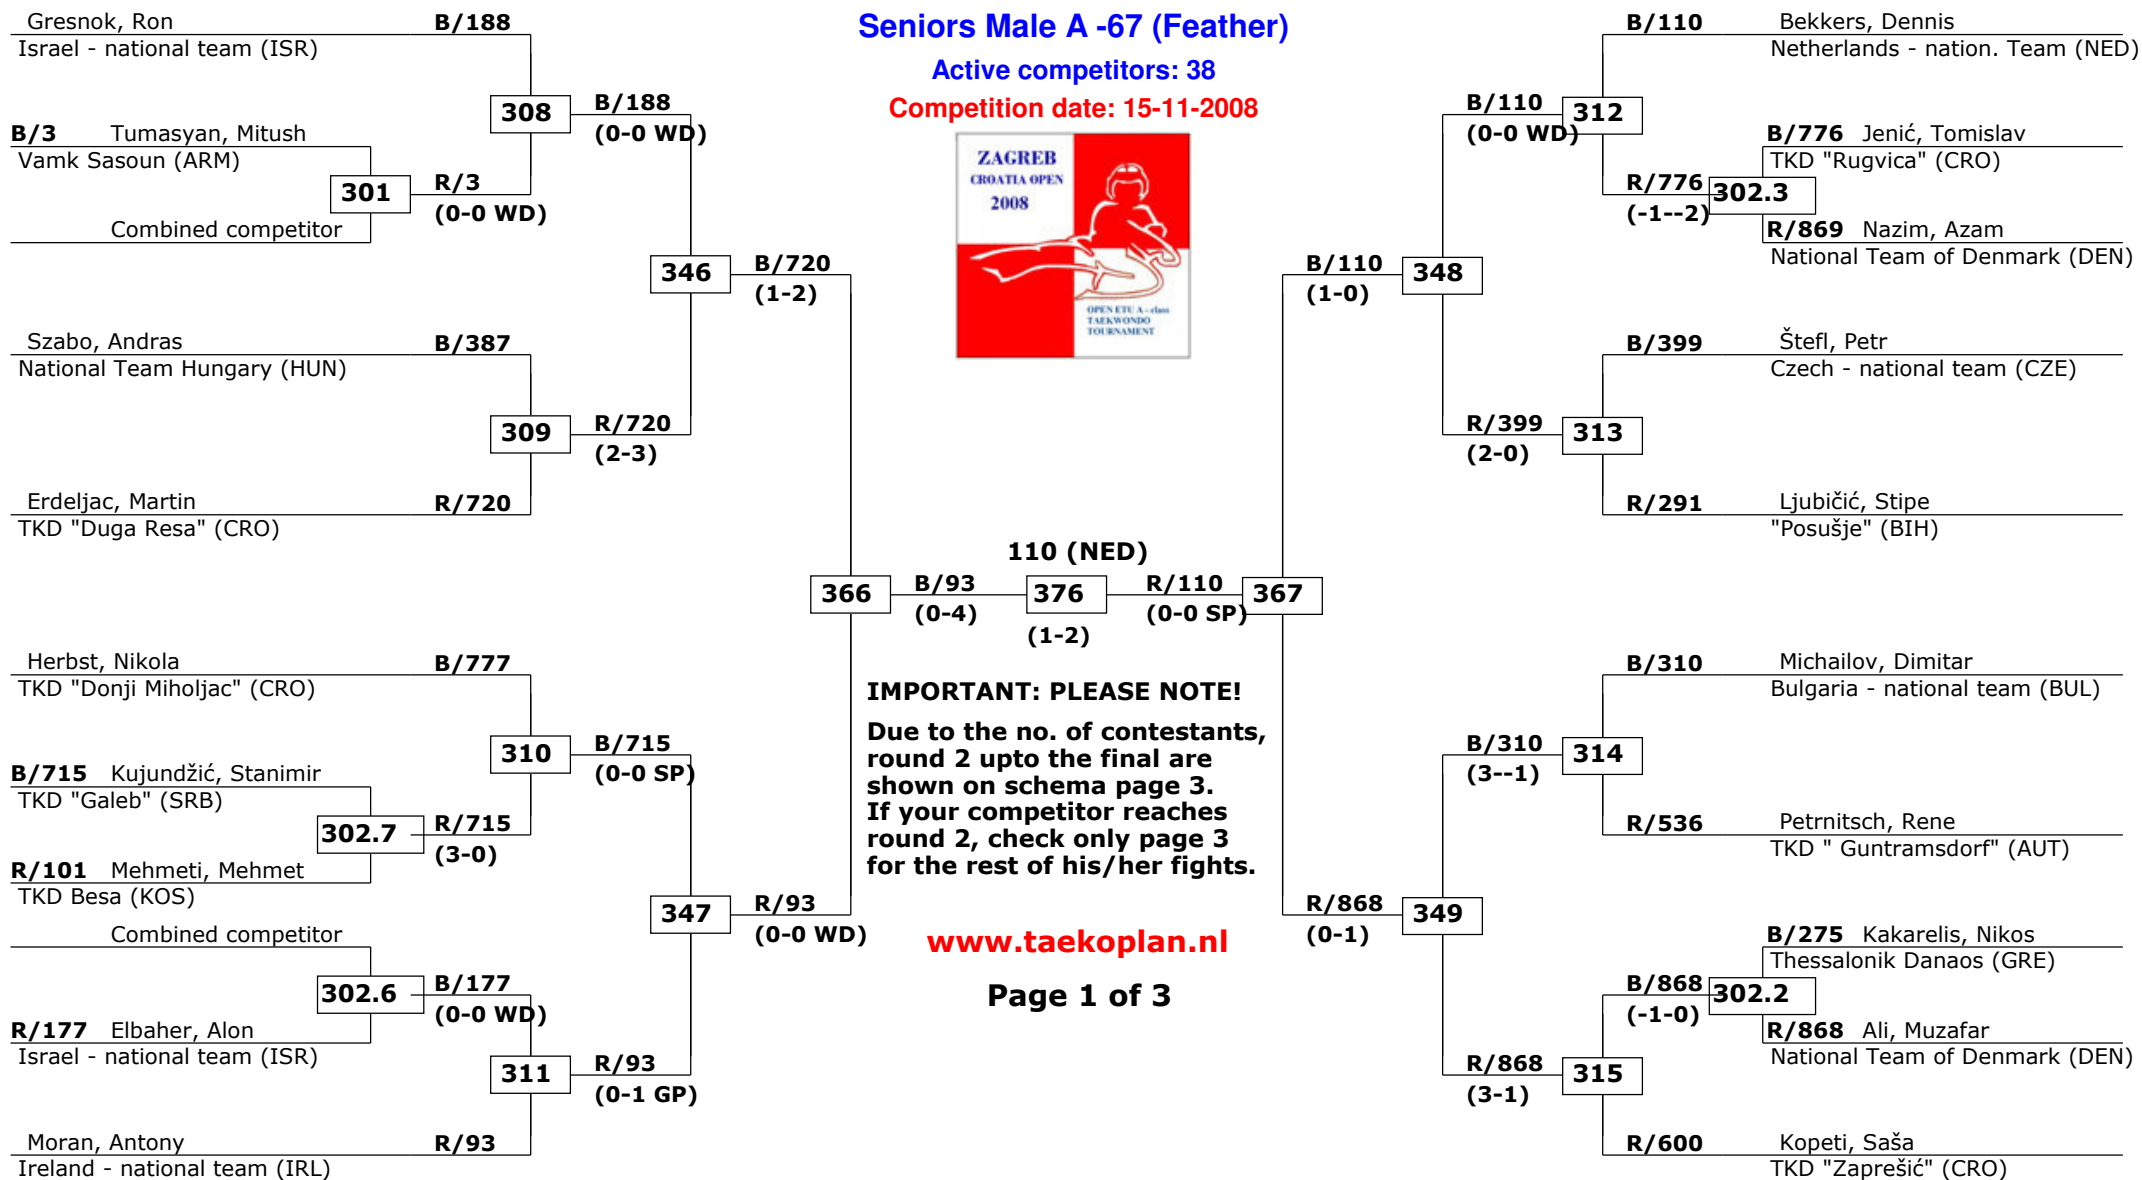 Seniors Male A -67 (Feather)
Active competitors: 38
Competition date: 15-11-2008
ZAGREB
CROATIA OPEN
2008
OPEN ETU A - class
TAEKWONDO
TOURNAMENT
Gresnok, Ron B/188
Israel - national team (ISR)
308
B/188
(0-0 WD)
B/3 Tumasyan, Mitush
Vamk Sasoun (ARM)
301
R/3
(0-0 WD)
Combined competitor
346
B/720
(1-2)
Szabo, Andras B/387
National Team Hungary (HUN)
309
R/720
(2-3)
Erdeljac, Martin R/720
TKD "Duga Resa" (CRO)
366
B/93
(0-4)
110 (NED)
376
(1-2)
R/110
(0-0 SP)
367
Herbst, Nikola B/777
TKD "Donji Miholjac" (CRO)
310
B/715
(0-0 SP)
B/715 Kujundžić, Stanimir
TKD "Galeb" (SRB)
302.7
R/715
(3-0)
R/101 Mehmeti, Mehmet
TKD Besa (KOS)
347
R/93
(0-0 WD)
Combined competitor
302.6
B/177
(0-0 WD)
R/177 Elbaher, Alon
Israel - national team (ISR)
311
R/93
(0-1 GP)
Moran, Antony R/93
Ireland - national team (IRL)
IMPORTANT: PLEASE NOTE!
Due to the no. of contestants,
round 2 upto the final are
shown on schema page 3.
If your competitor reaches
round 2, check only page 3
for the rest of his/her fights.
www.taekoplan.nl
Page 1 of 3
B/110 Bekkers, Dennis
Netherlands - nation. Team (NED)
B/110
(0-0 WD)
312
B/776 Jenić, Tomislav
TKD "Rugvica" (CRO)
R/776
(-1--2)
302.3
R/869 Nazim, Azam
National Team of Denmark (DEN)
B/110
(1-0)
348
B/399 Štefl, Petr
Czech - national team (CZE)
R/399
(2-0)
313
R/291 Ljubičić, Stipe
"Posušje" (BIH)
B/310 Michailov, Dimitar
Bulgaria - national team (BUL)
B/310
(3--1)
314
R/536 Petrnitsch, Rene
TKD " Guntramsdorf" (AUT)
R/868
(0-1)
349
B/275 Kakarelis, Nikos
Thessalonik Danaos (GRE)
B/868
(-1-0)
302.2
R/868 Ali, Muzafar
National Team of Denmark (DEN)
R/868
(3-1)
315
R/600 Kopeti, Saša
TKD "Zaprešić" (CRO)